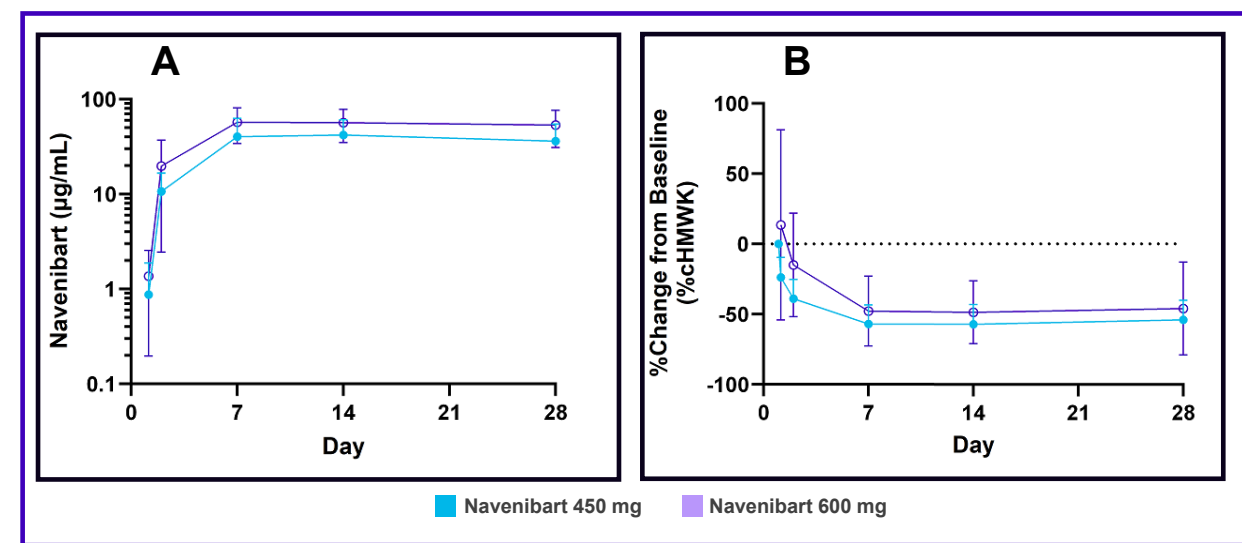 A
Navenibart (µg/mL)
100
10
1
0.1
0 7 14 21 28
Day
B
%Change from Baseline
(%cHMWK)
100
50
0
-50
-100
0 7 14 21 28
Day
Navenibart 450 mg Navenibart 600 mg